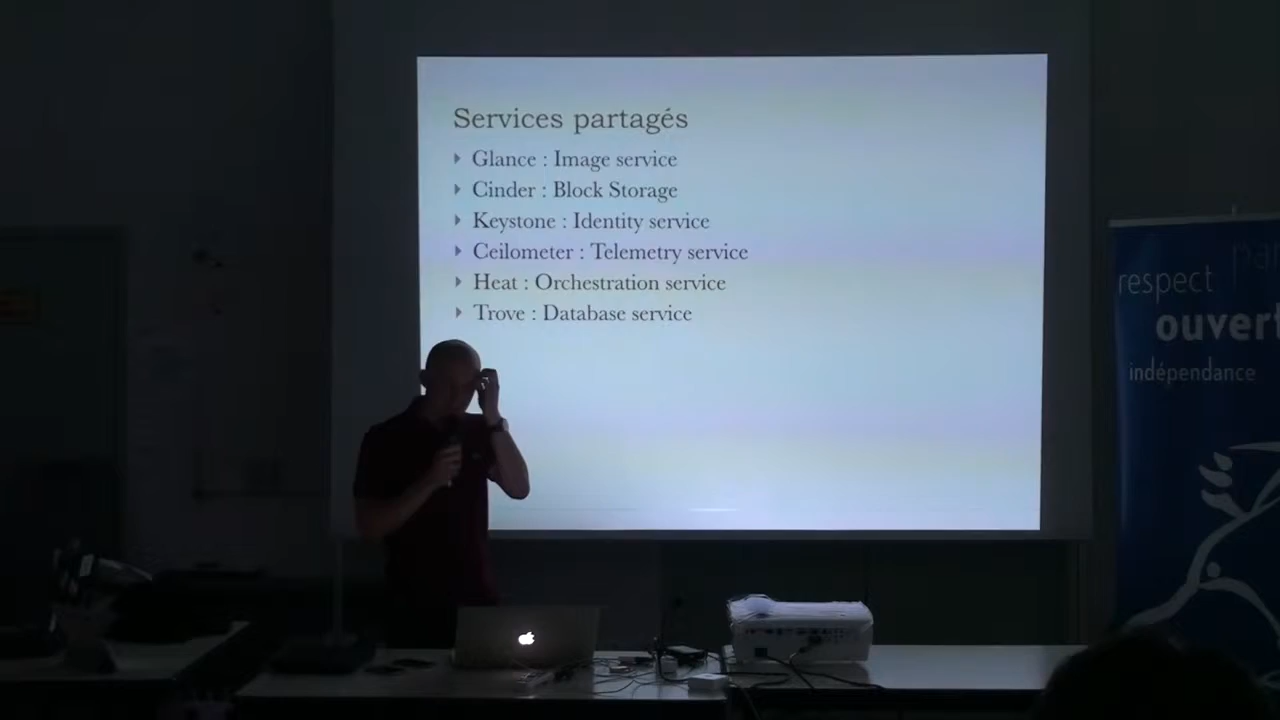 Services partagés
Glance : Image service
Cinder : Block Storage
Keystone : Identity service
Ceilometer : Telemetry service
Heat : Orchestration service
Trove : Database service
respect
ouvert
indépendance